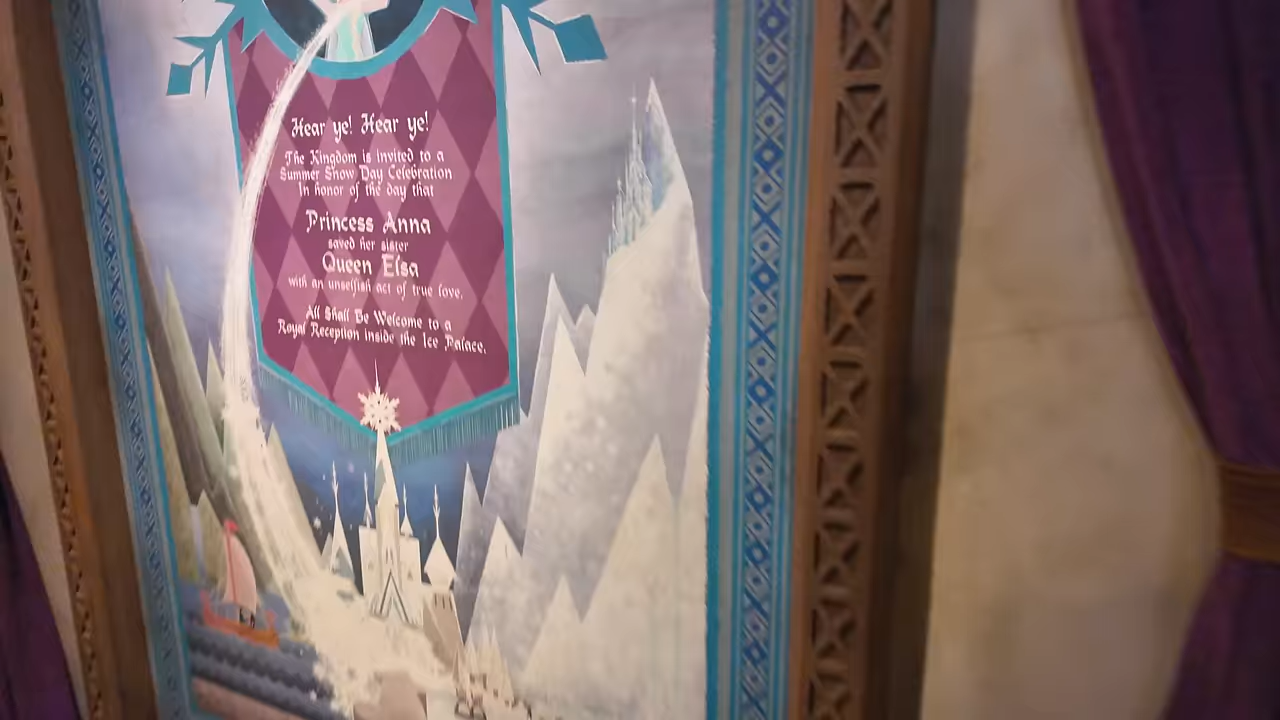 Hear ye! Hear ye!
The Kingdom is invited to a
Summer Snow Day Celebration
In honor of the day that
Princess Anna
saved her sister
Queen Elsa
with an unselfish act of true love.
All Shall Be Welcome to a
Royal Reception inside the Ice Palace.